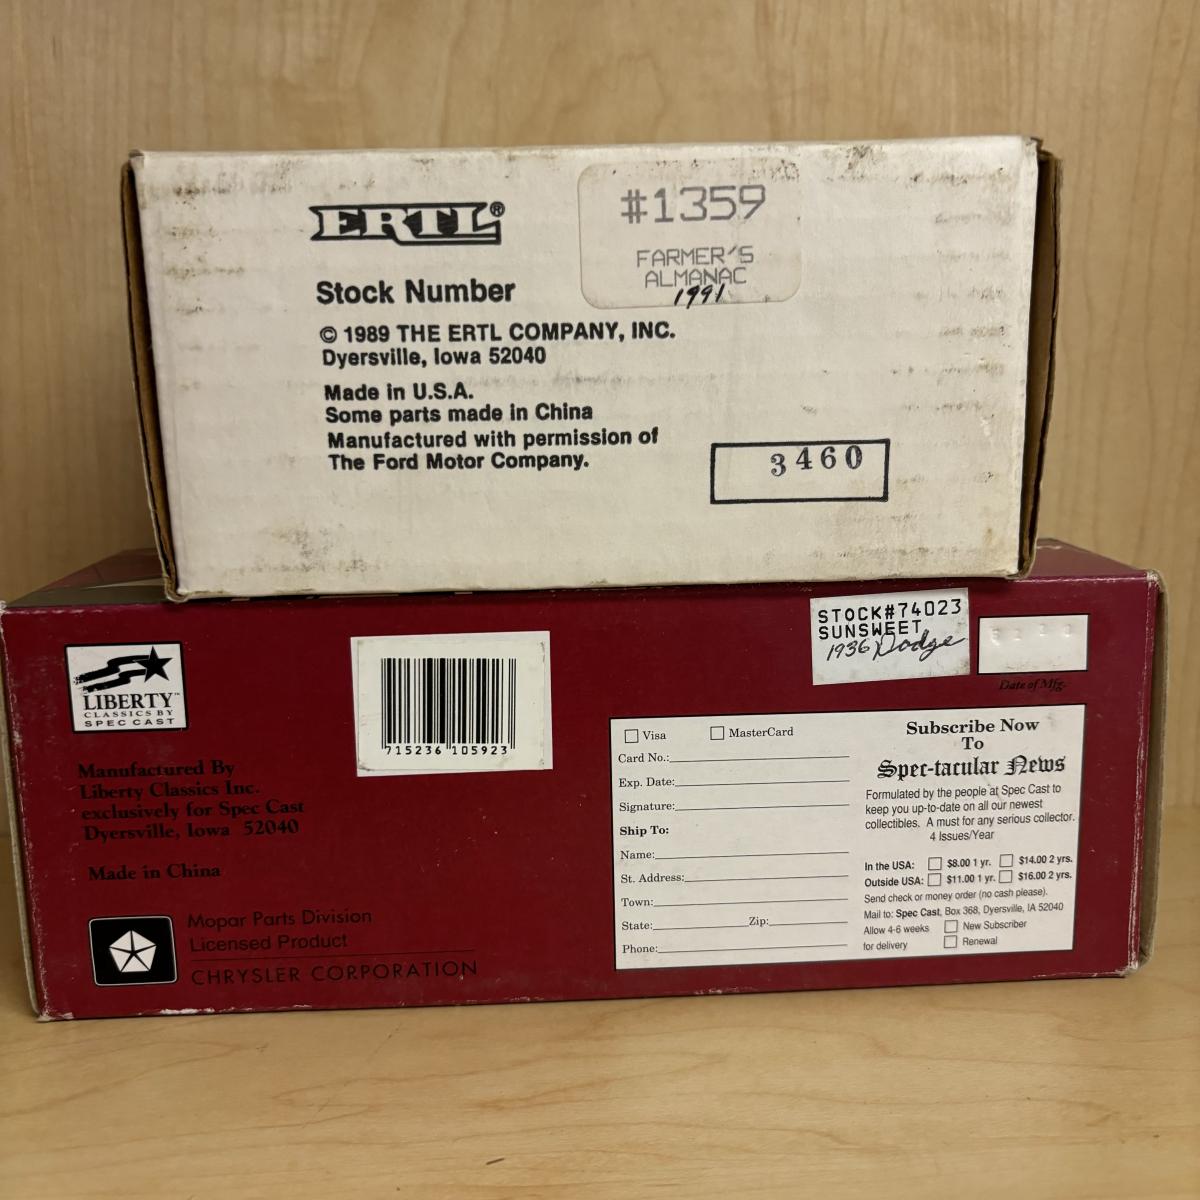 ERTL®
Stock Number
#1359
FARMER'S
ALMANAC
1991
© 1989 THE ERTL COMPANY, INC.
Dyersville, Iowa 52040
Made in U.S.A.
Some parts made in China
Manufactured with permission of
The Ford Motor Company.
3460
LIBERTY™
CLASSICS BY
SPEC CAST
Manufactured By
Liberty Classics Inc.
exclusively for Spec Cast
Dyersville, Iowa 52040
Made in China
Mopar Parts Division
Licensed Product
CHRYSLER CORPORATION
715236 105923
STOCK#74023
SUNSWEET
1936 Dodge
Date of Mfg.
Visa MasterCard
Card No.:
Exp. Date:
Signature:
Ship To:
Name:
St. Address:
Town:
State: Zip:
Phone:
Subscribe Now
To
Spec-tacular News
Formulated by the people at Spec Cast to
keep you up-to-date on all our newest
collectibles. A must for any serious collector.
4 Issues/Year
In the USA: $8.00 1 yr. $14.00 2 yrs.
Outside USA: $11.00 1 yr. $16.00 2 yrs.
Send check or money order (no cash please).
Mail to: Spec Cast, Box 368, Dyersville, IA 52040
Allow 4-6 weeks New Subscriber
for delivery Renewal